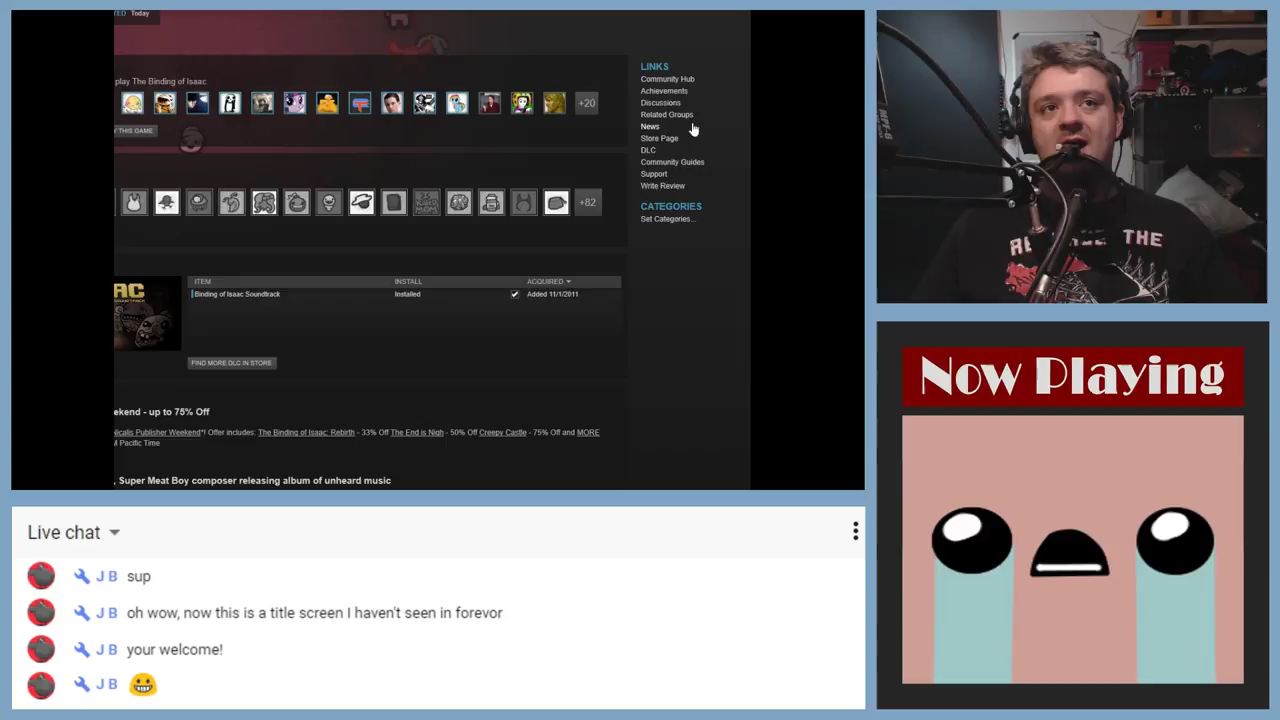 Today
play The Binding of Isaac
+20
THIS GAME
+82
ITEM INSTALL ACQUIRED
Binding of Isaac Soundtrack Installed Added 11/1/2011
FIND MORE DLC IN STORE
ekend - up to 75% Off
Nicalis Publisher Weekend*! Offer includes: The Binding of Isaac: Rebirth - 33% Off The End is Nigh - 50% Off Creepy Castle - 75% Off and MORE
M Pacific Time
, Super Meat Boy composer releasing album of unheard music
LINKS
Community Hub
Achievements
Discussions
Related Groups
News
Store Page
DLC
Community Guides
Support
Write Review
CATEGORIES
Set Categories...
THE
Now Playing
Live chat
J B sup
J B oh wow, now this is a title screen I haven't seen in forevor
J B your welcome!
J B